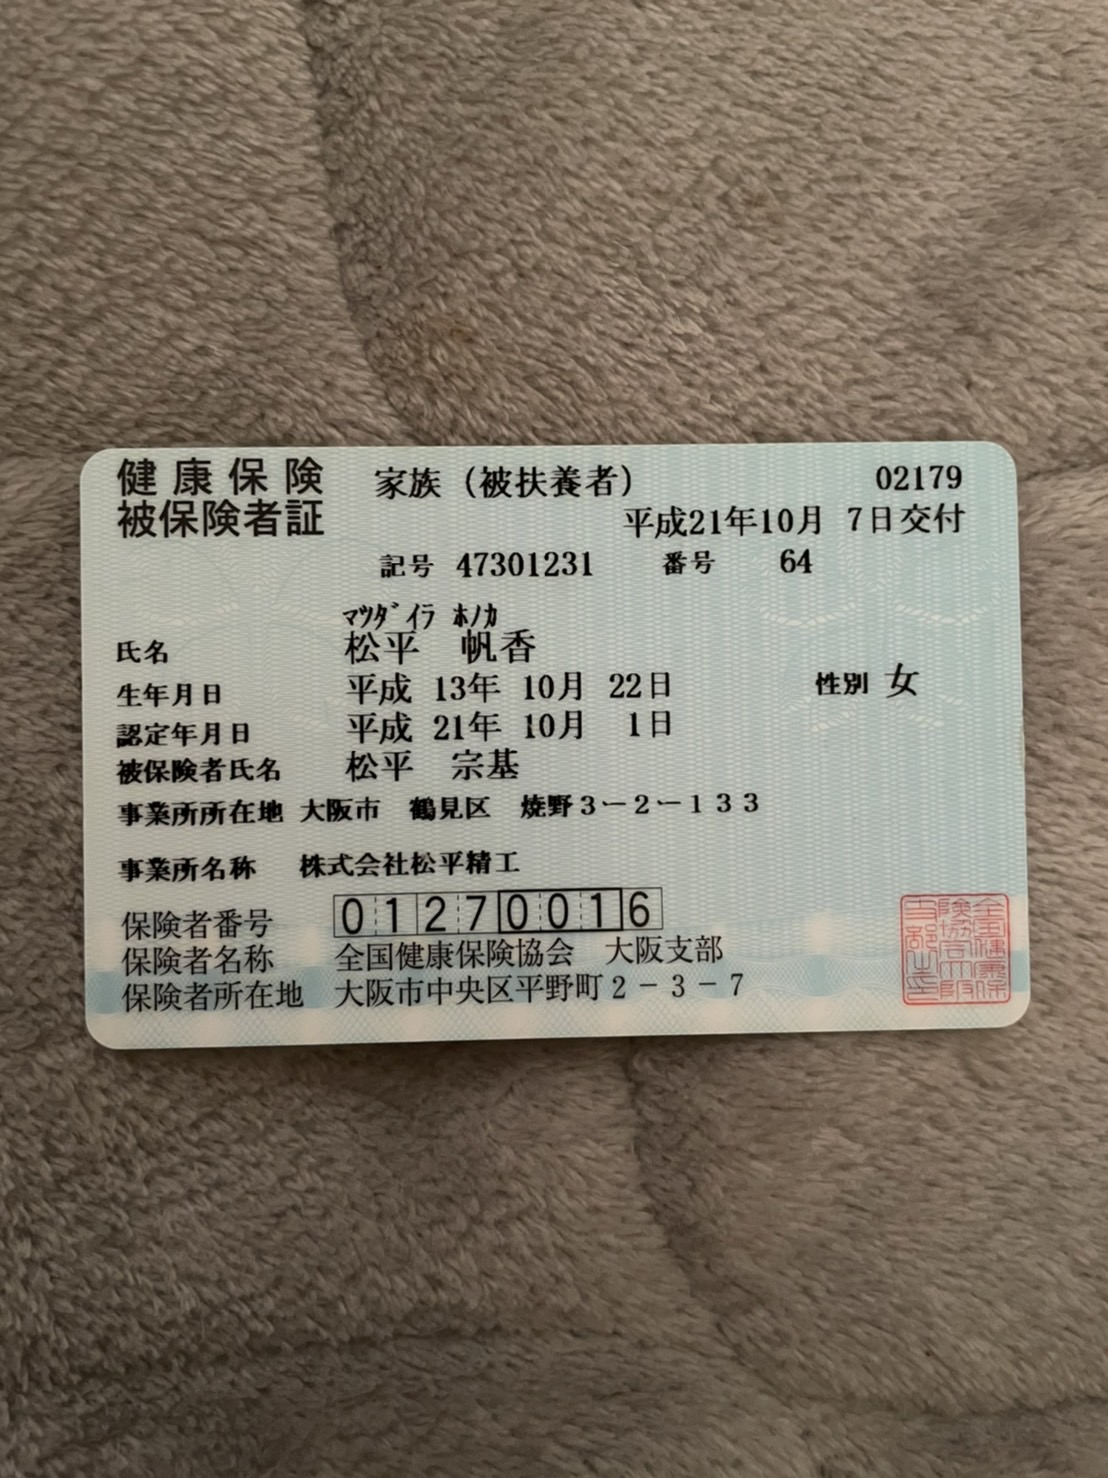 健康保険 家族（被扶養者） 02179
被保険者証 平成21年10月 7日交付
記号 47301231 番号 64
マツダイラ ホノカ
氏名 松平 帆香
生年月日 平成 13年 10月 22日 性別 女
認定年月日 平成 21年 10月 1日
被保険者氏名 松平 宗基
事業所所在地 大阪市 鶴見区 焼野３－２－１３３
事業所名称 株式会社松平精工
保険者番号 01270016
保険者名称 全国健康保険協会 大阪支部
保険者所在地 大阪市中央区平野町２－３－７